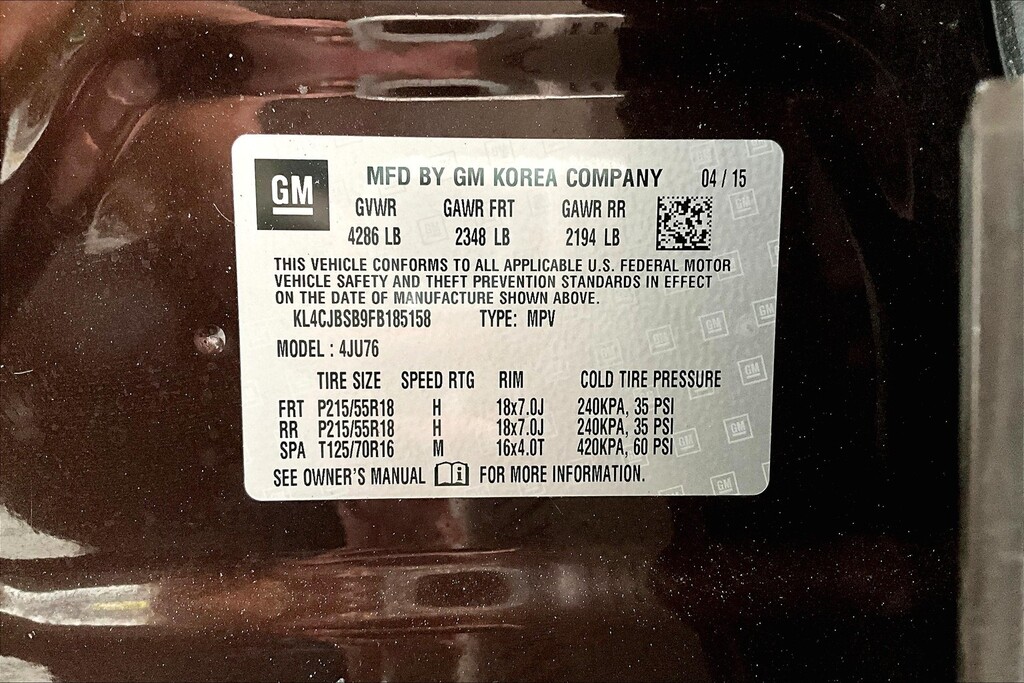 GM
MFD BY GM KOREA COMPANY 04 / 15
GVWR GAWR FRT GAWR RR
4286 LB 2348 LB 2194 LB
THIS VEHICLE CONFORMS TO ALL APPLICABLE U.S. FEDERAL MOTOR
VEHICLE SAFETY AND THEFT PREVENTION STANDARDS IN EFFECT
ON THE DATE OF MANUFACTURE SHOWN ABOVE.
KL4CJBSB9FB185158 TYPE: MPV
MODEL : 4JU76
TIRE SIZE SPEED RTG RIM COLD TIRE PRESSURE
FRT P215/55R18 H 18x7.0J 240KPA, 35 PSI
RR P215/55R18 H 18x7.0J 240KPA, 35 PSI
SPA T125/70R16 M 16x4.0T 420KPA, 60 PSI
SEE OWNER'S MANUAL FOR MORE INFORMATION.